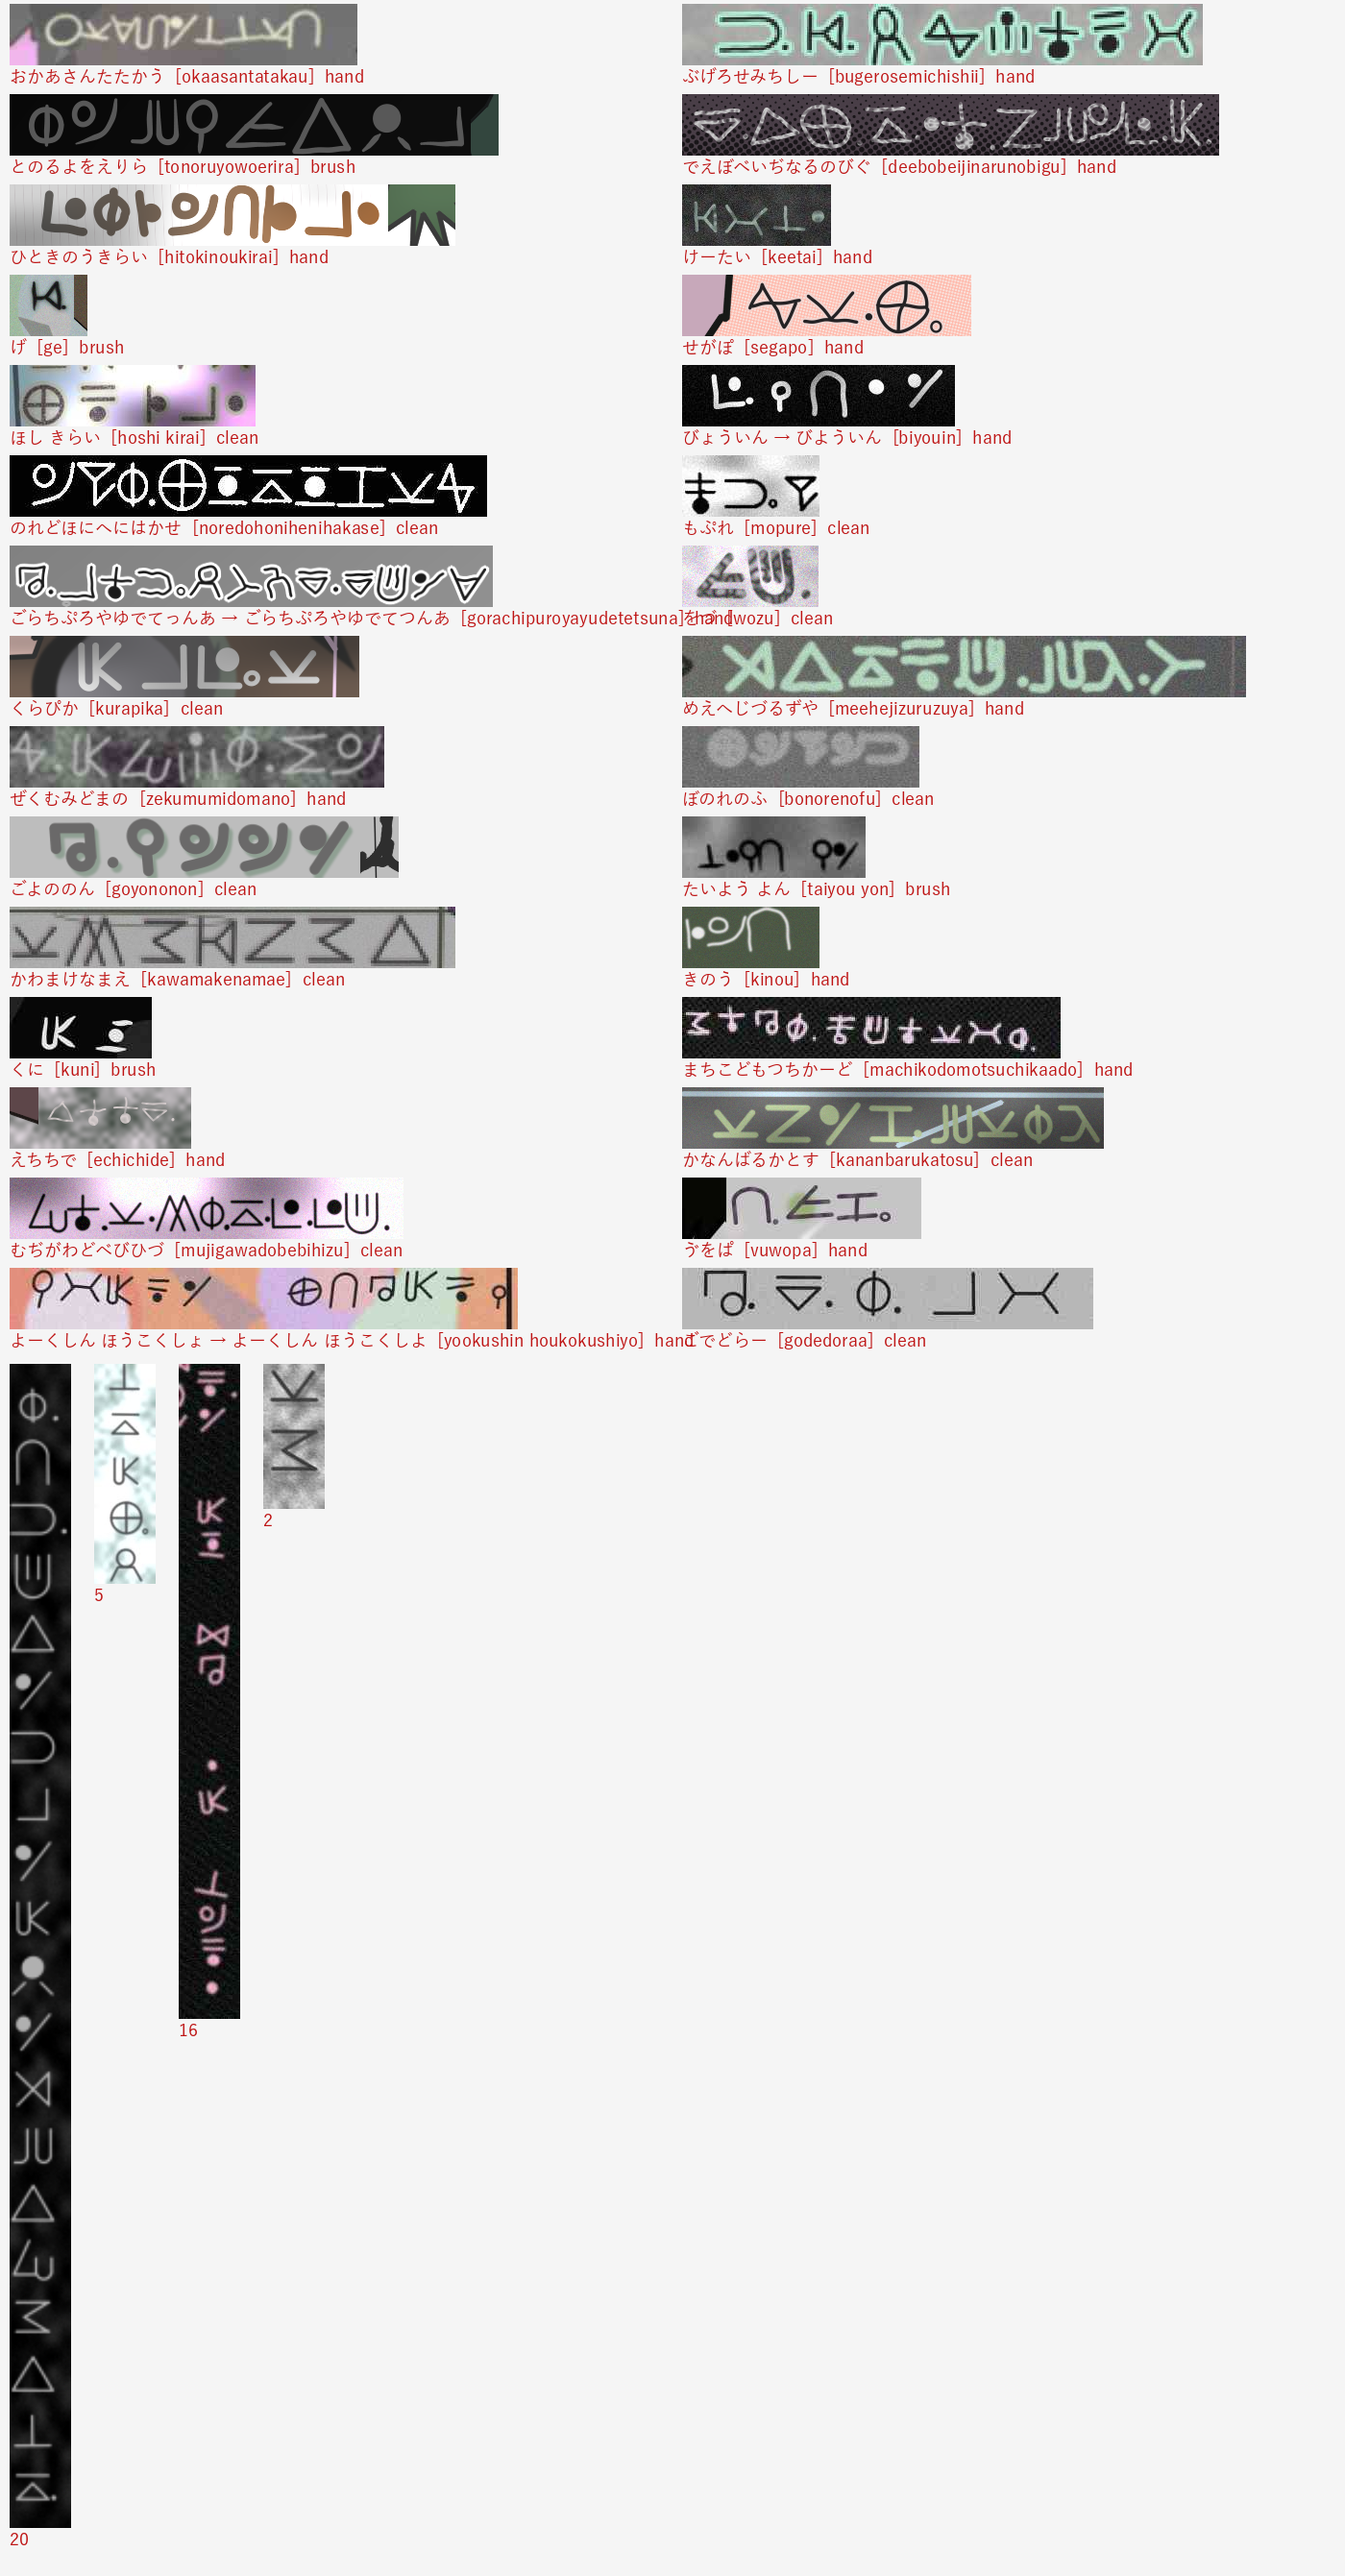 おかあさんたたかう［okaasantatakau］hand
ぶげろせみちしー［bugerosemichishii］hand
とのるよをえりら［tonoruyowoerira］brush
でえぼべいぢなるのびぐ［deebobeijinarunobigu］hand
ひときのうきらい［hitokinoukirai］hand
けーたい［keetai］hand
げ［ge］brush
せがぽ［segapo］hand
ほし きらい［hoshi kirai］clean
びょういん → びよういん［biyouin］hand
のれどほにへにはかせ［noredohonihenihakase］clean
もぷれ［mopure］clean
ごらちぷろやゆでてっんあ → ごらちぷろやゆでてつんあ［gorachipuroyayudetetsuna］hand
をづ［wozu］clean
くらぴか［kurapika］clean
めえへじづるずや［meehejizuruzuya］hand
ぜくむみどまの［zekumumidomano］hand
ぼのれのふ［bonorenofu］clean
ごよののん［goyononon］clean
たいよう よん［taiyou yon］brush
かわまけなまえ［kawamakenamae］clean
きのう［kinou］hand
くに［kuni］brush
まちこどもつちかーど［machikodomotsuchikaado］hand
えちちで［echichide］hand
かなんばるかとす［kananbarukatosu］clean
むぢがわどべびひづ［mujigawadobebihizu］clean
ゔをぱ［vuwopa］hand
よーくしん ほうこくしょ → よーくしん ほうこくしよ［yookushin houkokushiyo］hand
ごでどらー［godedoraa］clean
2
5
16
20